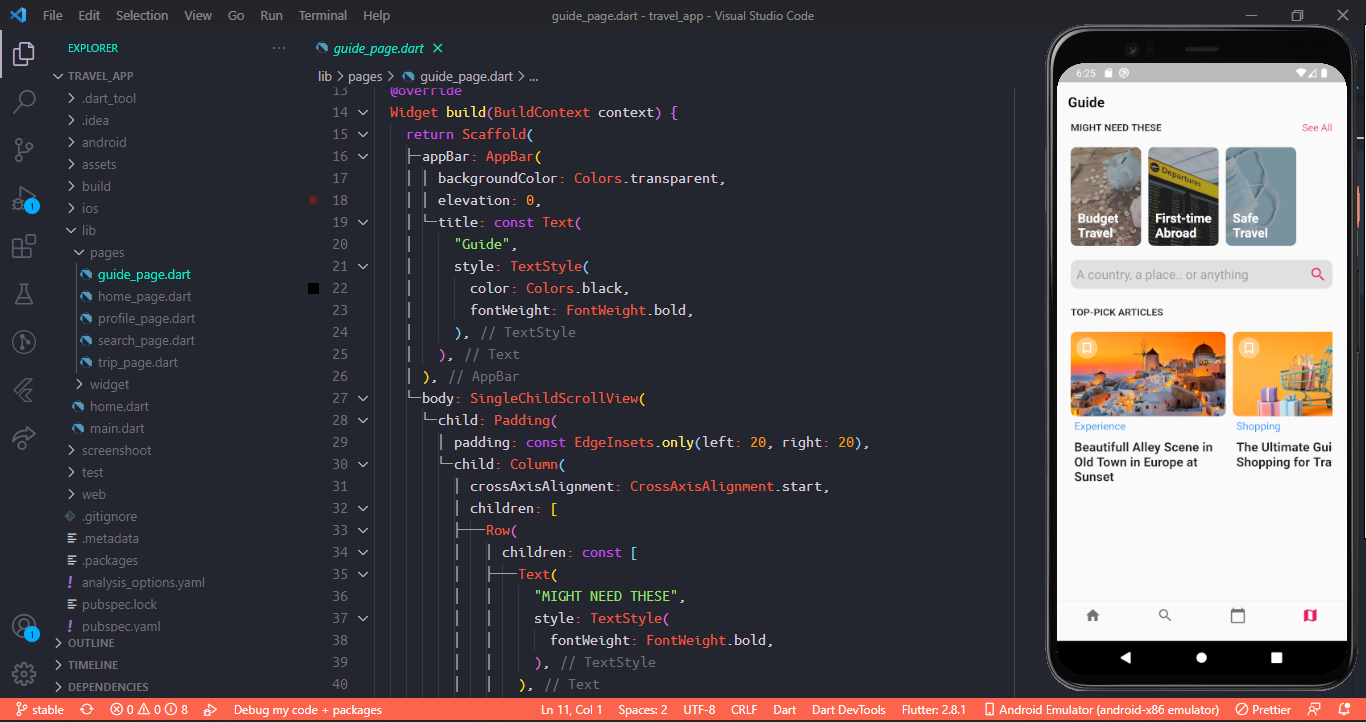 File Edit Selection View Go Run Terminal Help
guide_page.dart - travel_app - Visual Studio Code
EXPLORER
TRAVEL_APP
.dart_tool
.idea
android
assets
build
ios
lib
pages
guide_page.dart
home_page.dart
profile_page.dart
search_page.dart
trip_page.dart
widget
home.dart
main.dart
screenshoot
test
web
.gitignore
.metadata
.packages
analysis_options.yaml
pubspec.lock
pubspec.yaml
OUTLINE
TIMELINE
DEPENDENCIES
1
1
guide_page.dart
lib > pages > guide_page.dart > ...
13 @override
14 Widget build(BuildContext context) {
15 return Scaffold(
16 appBar: AppBar(
17 backgroundColor: Colors.transparent,
18 elevation: 0,
19 title: const Text(
20 "Guide",
21 style: TextStyle(
22 color: Colors.black,
23 fontWeight: FontWeight.bold,
24 ), // TextStyle
25 ), // Text
26 ), // AppBar
27 body: SingleChildScrollView(
28 child: Padding(
29 padding: const EdgeInsets.only(left: 20, right: 20),
30 child: Column(
31 crossAxisAlignment: CrossAxisAlignment.start,
32 children: [
33 Row(
34 children: const [
35 Text(
36 "MIGHT NEED THESE",
37 style: TextStyle(
38 fontWeight: FontWeight.bold,
39 ), // TextStyle
40 ), // Text
6:25
Guide
MIGHT NEED THESE See All
Budget
Travel
Departures
First-time
Abroad
Safe
Travel
A country, a place.. or anything
TOP-PICK ARTICLES
Experience
Beautifull Alley Scene in
Old Town in Europe at
Sunset
Shopping
The Ultimate Gui
Shopping for Tra
stable 0 0 8 Debug my code + packages Ln 11, Col 1 Spaces: 2 UTF-8 CRLF Dart Dart DevTools Flutter: 2.8.1 Android Emulator (android-x86 emulator) Prettier